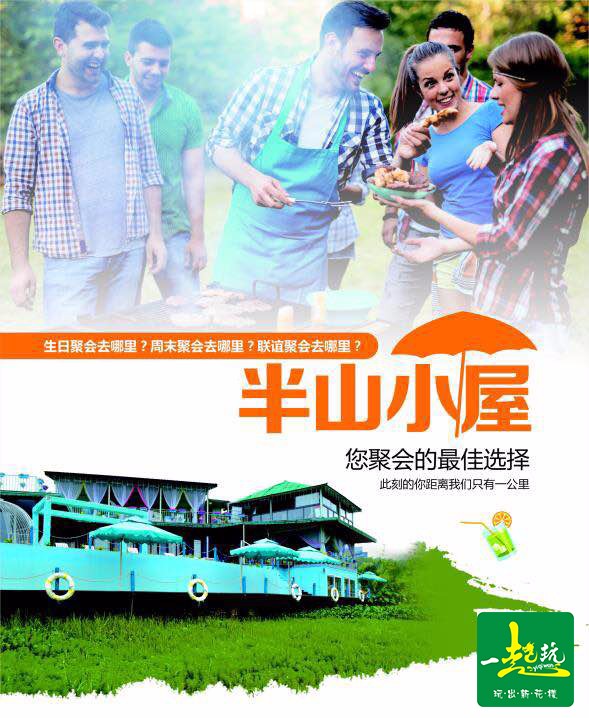 生日聚会去哪里？周末聚会去哪里？联谊聚会去哪里？
半山小屋
您聚会的最佳选择
此刻的你距离我们只有一公里
一起玩
玩·出·新·花·样